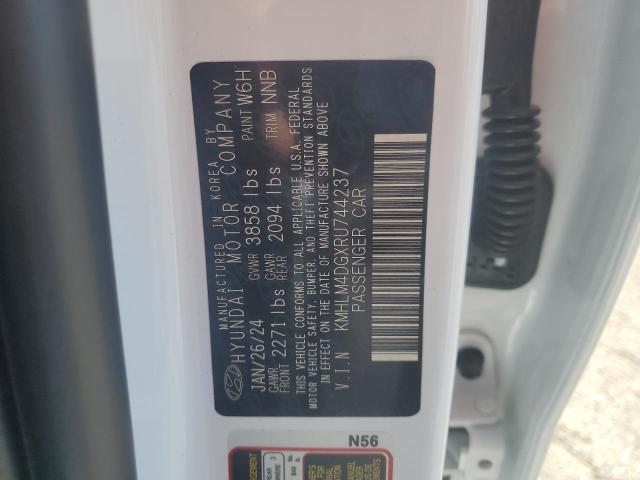 MANUFACTURED IN KOREA BY
HYUNDAI MOTOR COMPANY
JAN/26/24 GVWR 3858 lbs PAINT W6H
GAWR FRONT 2271 lbs GAWR REAR 2094 lbs TRIM NNB
THIS VEHICLE CONFORMS TO ALL APPLICABLE U.S.A. FEDERAL
MOTOR VEHICLE SAFETY, BUMPER, AND THEFT PREVENTION STANDARDS
IN EFFECT ON THE DATE OF MANUFACTURE SHOWN ABOVE
V.I.N KMHLM4DGXRU744237
PASSENGER CAR
N56